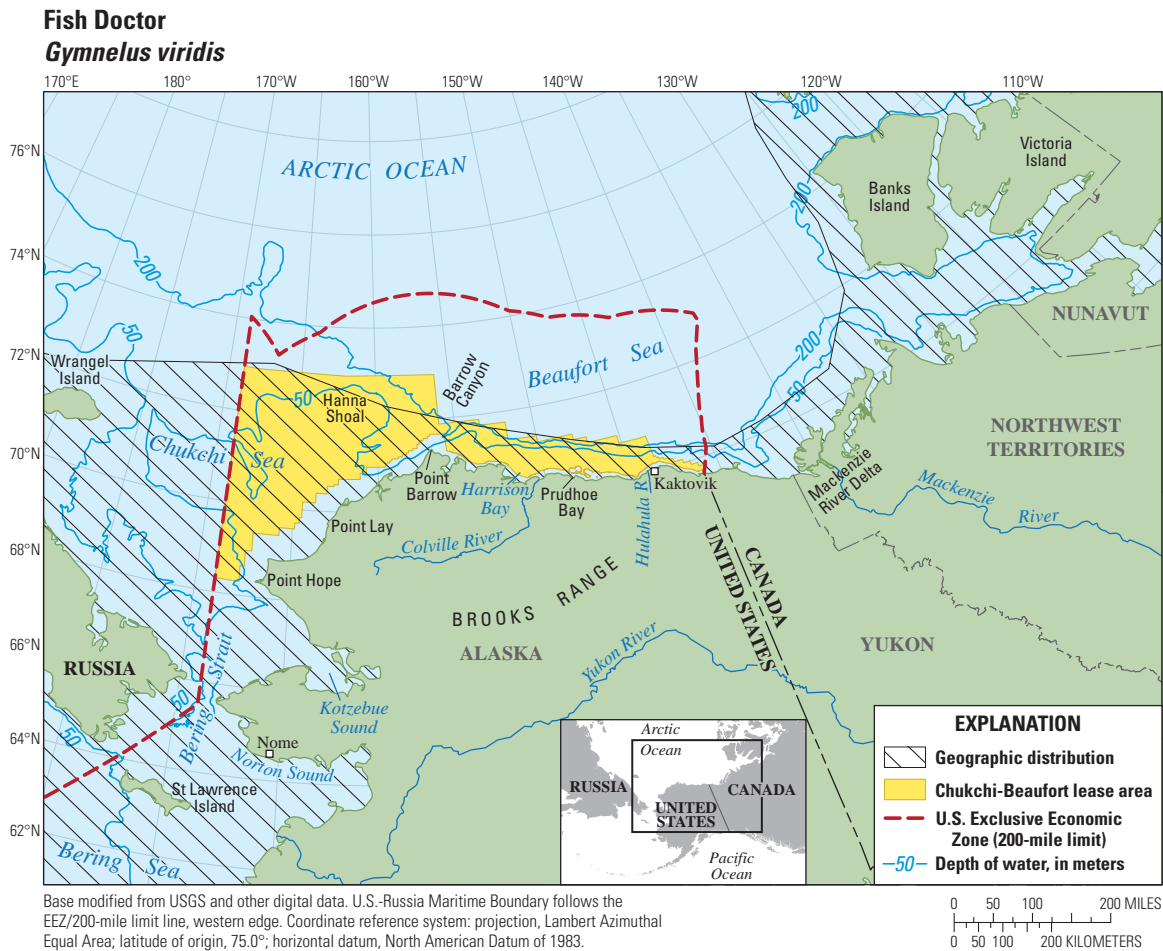 Fish Doctor
Gymnelus viridis
170°E
180°
170°W
160°W
150°W
140°W
130°W
120°W
110°W
76°N
74°N
72°N
70°N
68°N
66°N
64°N
62°N
ARCTIC OCEAN
200
200
200
200
Banks
Island
Victoria
Island
NUNAVUT
50
Wrangel
Island
Hanna
Shoal
50
Barrow
Canyon
Beaufort Sea
50
Chukchi Sea
Point
Barrow
Harrison
Bay
Prudhoe
Bay
Hulahula R
Kaktovik
Mackenzie
River Delta
NORTHWEST
TERRITORIES
Mackenzie
River
Point Lay
Colville River
Point Hope
BROOKS RANGE
CANADA
UNITED STATES
ALASKA
YUKON
Yukon River
RUSSIA
Bering Strait
50
50
Kotzebue
Sound
Nome
Norton Sound
St Lawrence
Island
Bering Sea
Arctic
Ocean
RUSSIA
UNITED
STATES
CANADA
Pacific
Ocean
EXPLANATION
Geographic distribution
Chukchi-Beaufort lease area
U.S. Exclusive Economic
Zone (200-mile limit)
50
Depth of water, in meters
Base modified from USGS and other digital data. U.S.-Russia Maritime Boundary follows the
EEZ/200-mile limit line, western edge. Coordinate reference system: projection, Lambert Azimuthal
Equal Area; latitude of origin, 75.0°; horizontal datum, North American Datum of 1983.
0 50 100 200 MILES
0 50 100 200 KILOMETERS